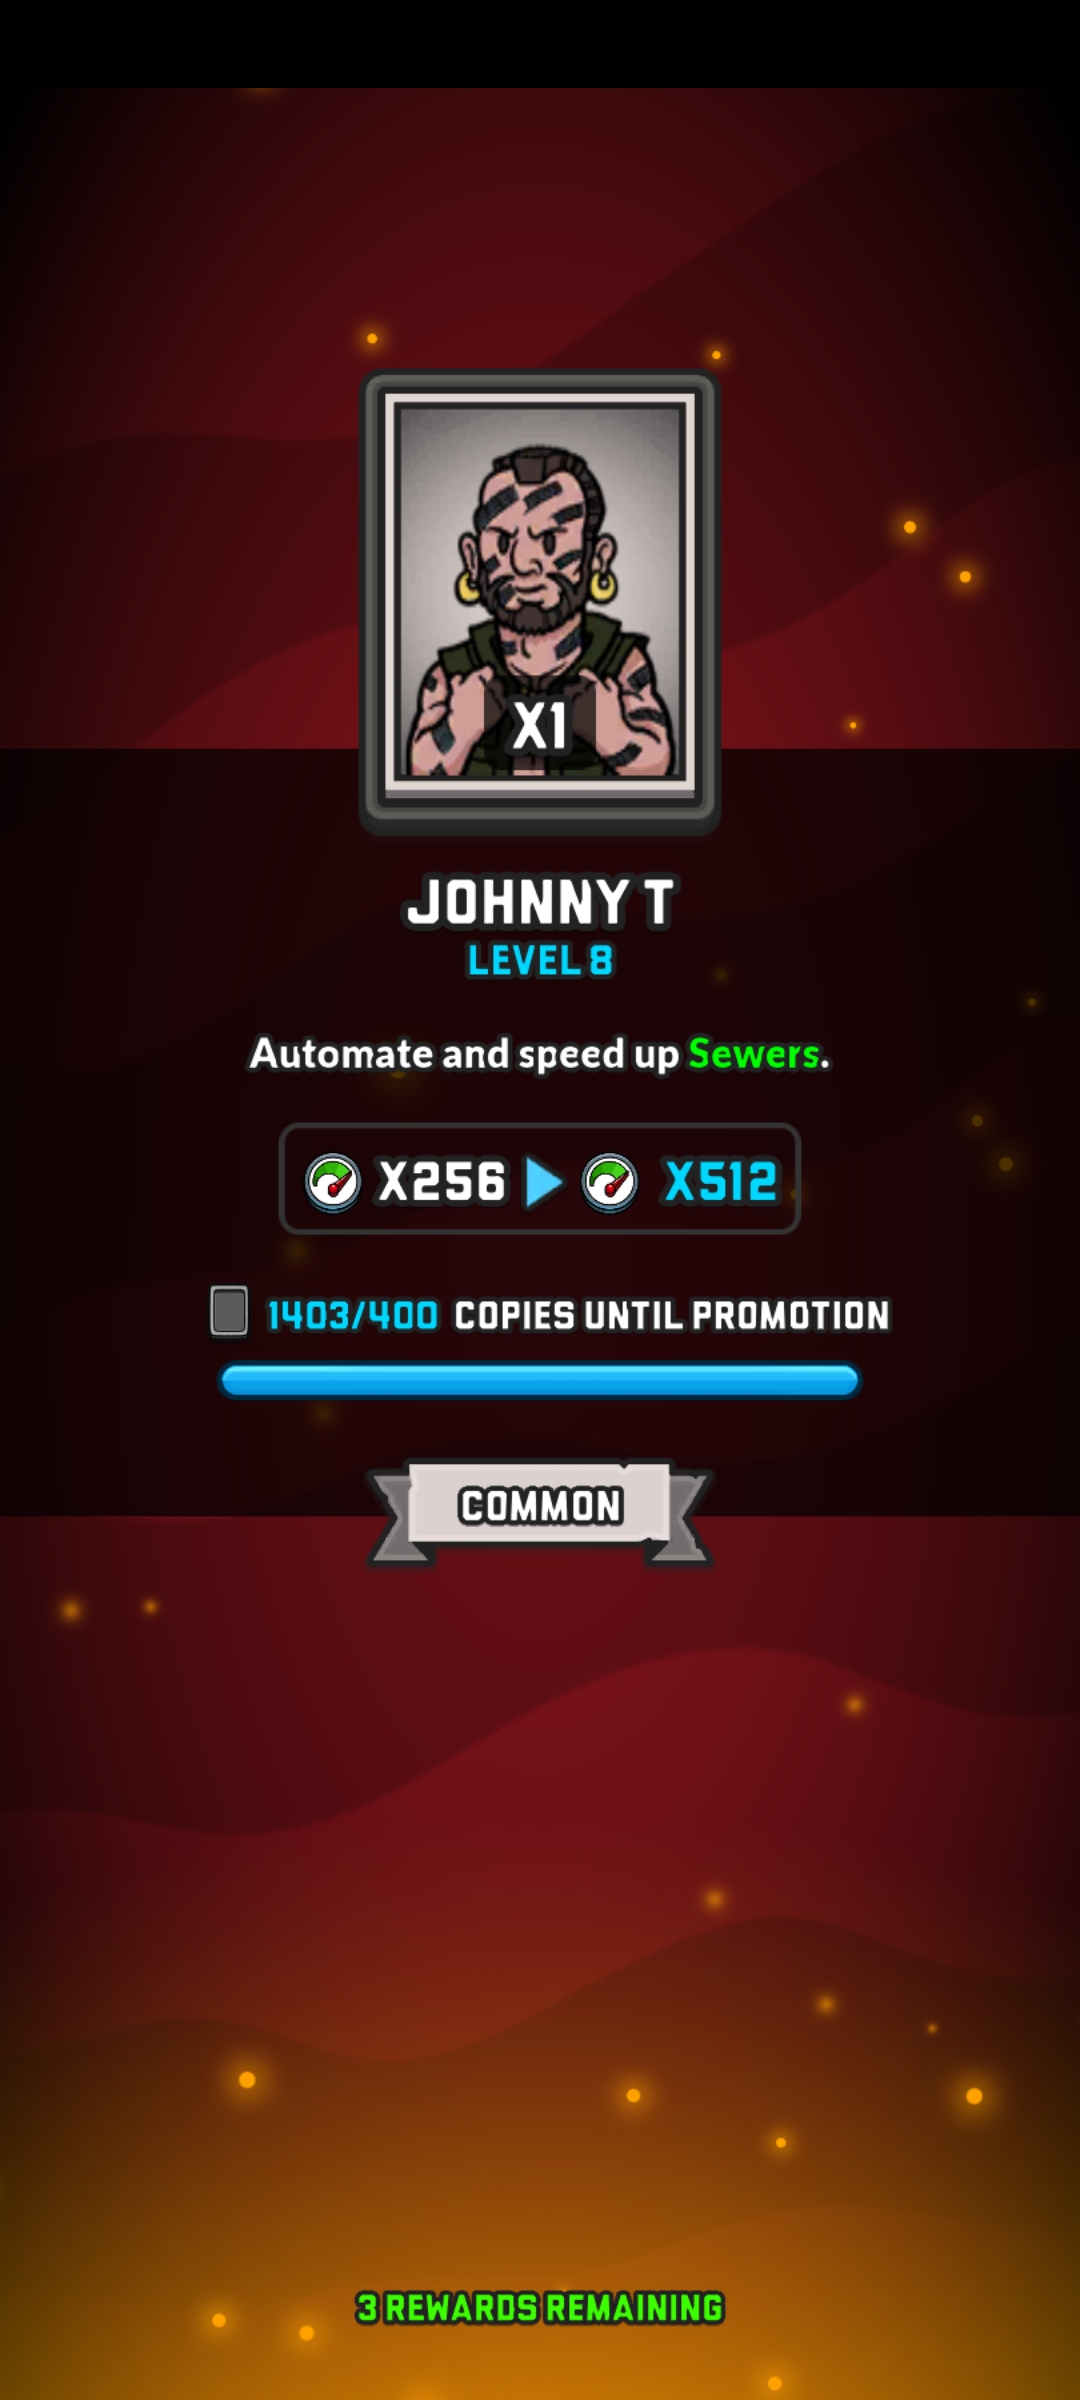 X1
JOHNNY T
LEVEL 8
Automate and speed up Sewers.
X256 X512
1403/400 COPIES UNTIL PROMOTION
COMMON
3 REWARDS REMAINING